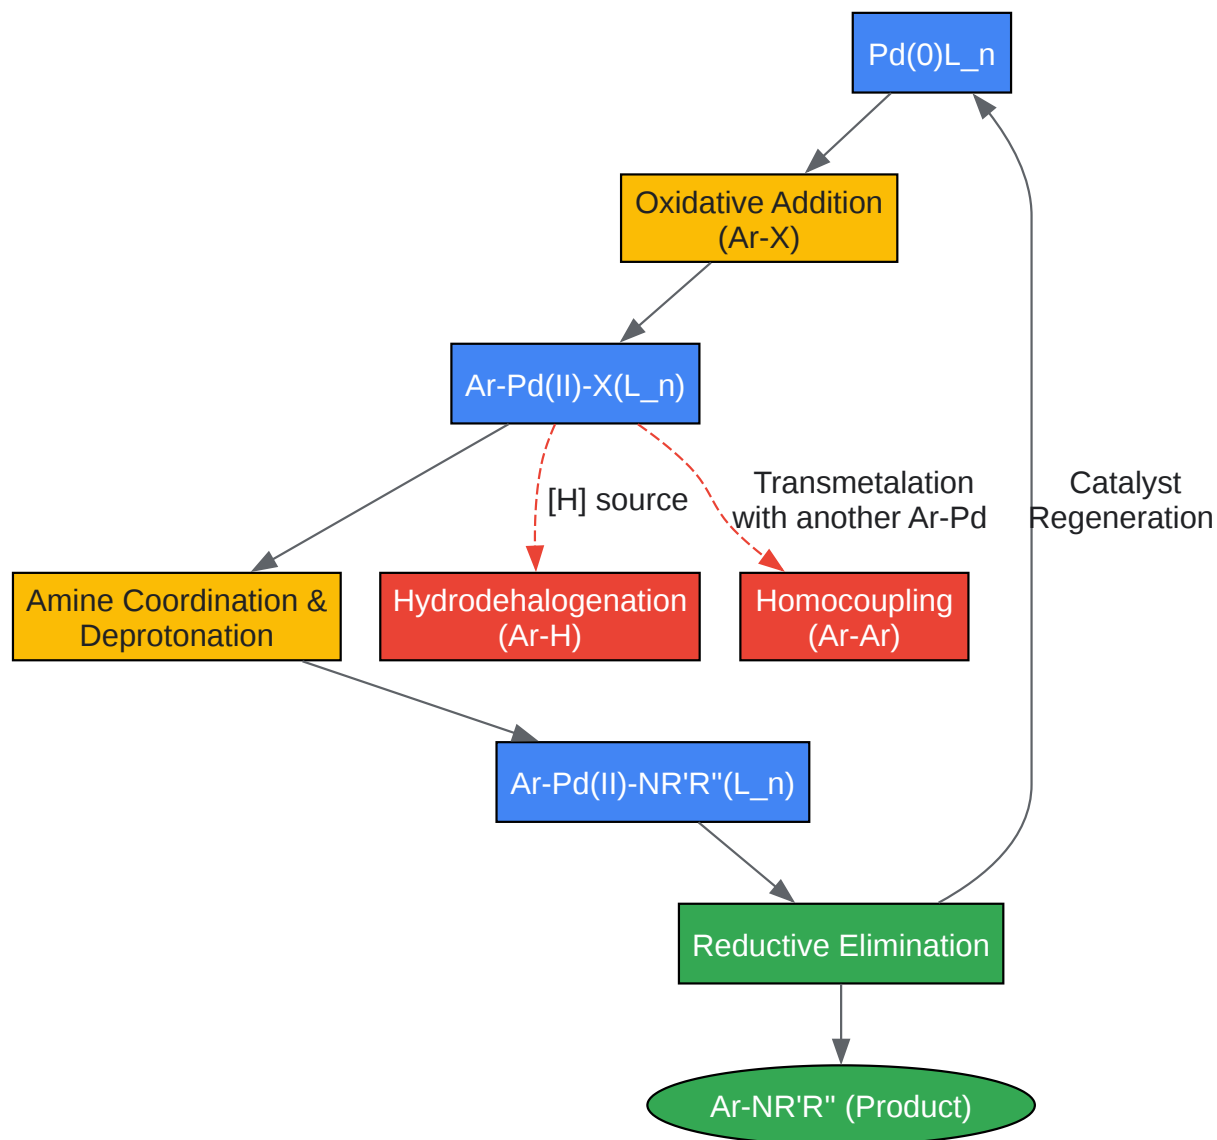 Pd(0)L_n
Oxidative Addition
(Ar-X)
Ar-Pd(II)-X(L_n)
[H] source
Transmetalation
with another Ar-Pd
Catalyst
Regeneration
Amine Coordination &
Deprotonation
Hydrodehalogenation
(Ar-H)
Homocoupling
(Ar-Ar)
Ar-Pd(II)-NR'R''(L_n)
Reductive Elimination
Ar-NR'R'' (Product)